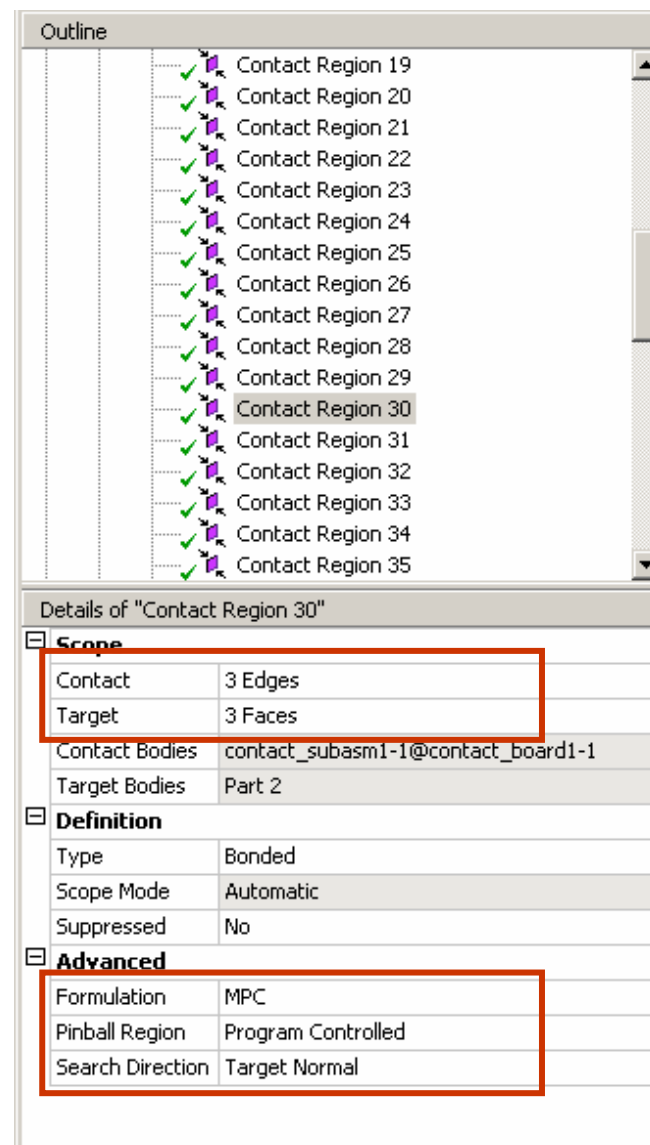 Outline
Contact Region 19
Contact Region 20
Contact Region 21
Contact Region 22
Contact Region 23
Contact Region 24
Contact Region 25
Contact Region 26
Contact Region 27
Contact Region 28
Contact Region 29
Contact Region 30
Contact Region 31
Contact Region 32
Contact Region 33
Contact Region 34
Contact Region 35
Details of "Contact Region 30"
Scope
Contact 3 Edges
Target 3 Faces
Contact Bodies contact_subasm1-1@contact_board1-1
Target Bodies Part 2
Definition
Type Bonded
Scope Mode Automatic
Suppressed No
Advanced
Formulation MPC
Pinball Region Program Controlled
Search Direction Target Normal